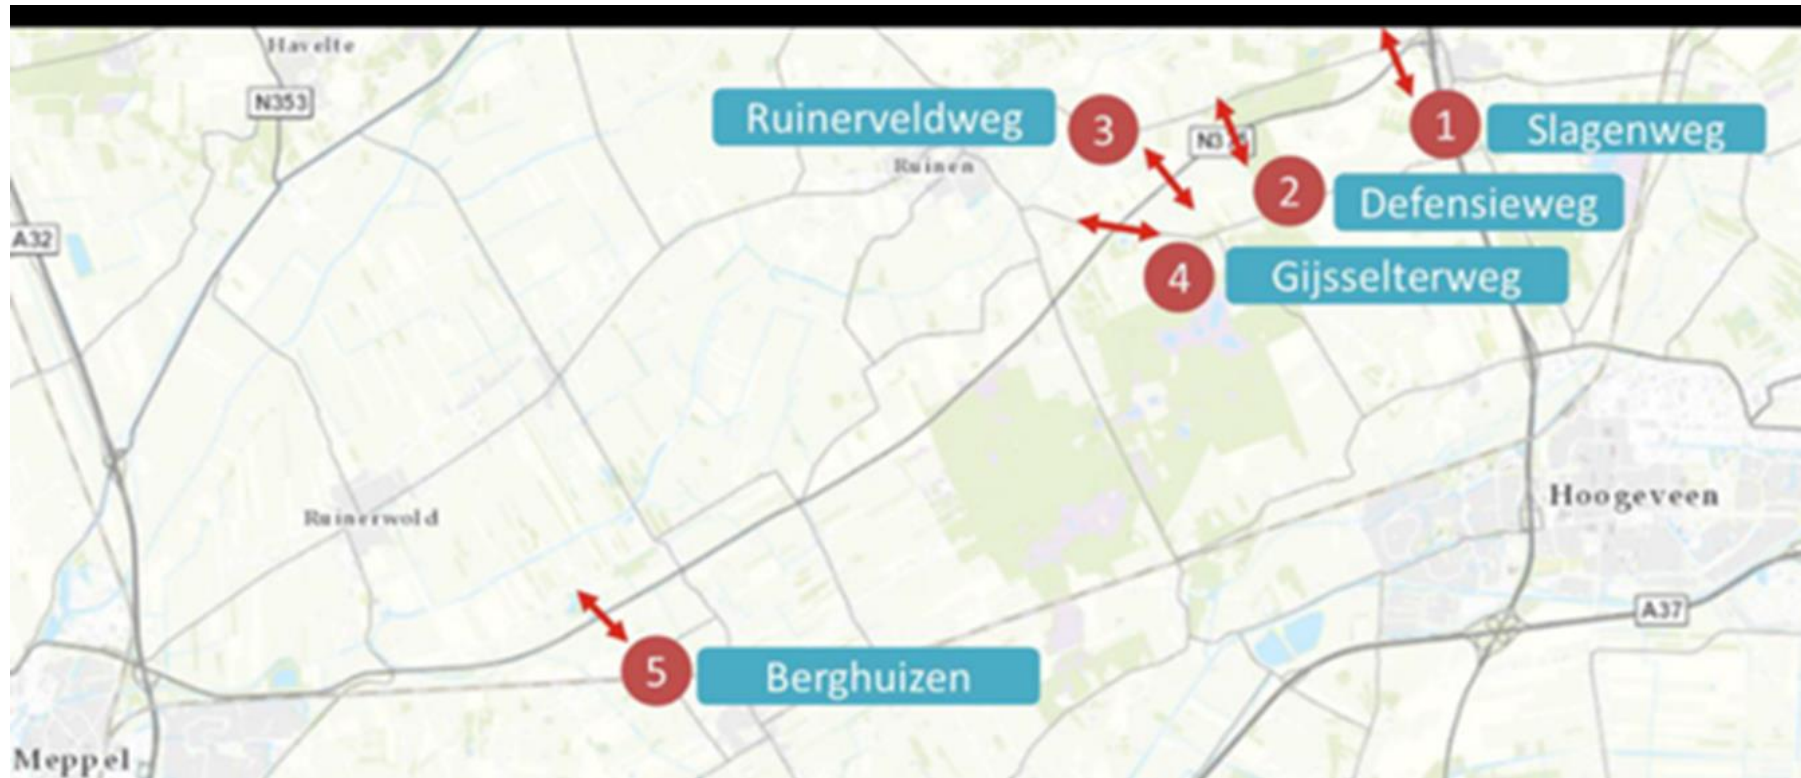 Havelte
N353
Ruinerveldweg
3
1
Slagenweg
Ruinen
2
Defensieweg
A32
4
Gijsselterweg
Hoogeveen
Ruinerwold
A37
5
Berghuizen
Meppel